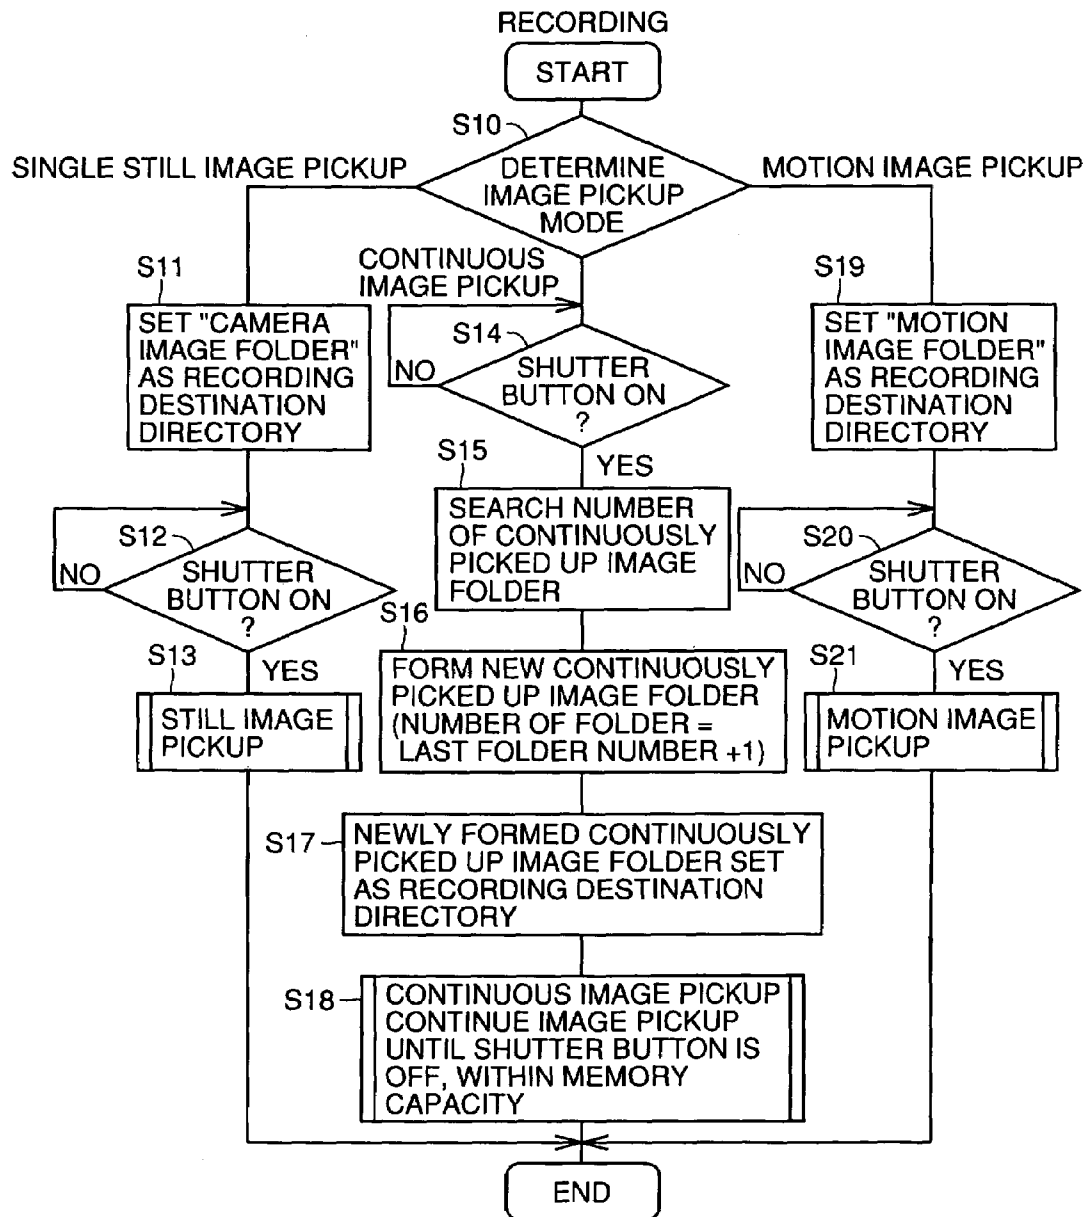 RECORDING
START
S10
DETERMINE
IMAGE PICKUP
MODE
SINGLE STILL IMAGE PICKUP
MOTION IMAGE PICKUP
CONTINUOUS
IMAGE PICKUP
S11
SET "CAMERA
IMAGE FOLDER"
AS RECORDING
DESTINATION
DIRECTORY
S12
SHUTTER
BUTTON ON
?
NO
YES
S13
STILL IMAGE
PICKUP
S14
SHUTTER
BUTTON ON
?
NO
YES
S15
SEARCH NUMBER
OF CONTINUOUSLY
PICKED UP IMAGE
FOLDER
S16
FORM NEW CONTINUOUSLY
PICKED UP IMAGE FOLDER
(NUMBER OF FOLDER =
LAST FOLDER NUMBER +1)
S17
NEWLY FORMED CONTINUOUSLY
PICKED UP IMAGE FOLDER SET
AS RECORDING DESTINATION
DIRECTORY
S18
CONTINUOUS IMAGE PICKUP
CONTINUE IMAGE PICKUP
UNTIL SHUTTER BUTTON IS
OFF, WITHIN MEMORY
CAPACITY
S19
SET "MOTION
IMAGE FOLDER"
AS RECORDING
DESTINATION
DIRECTORY
S20
SHUTTER
BUTTON ON
?
NO
YES
S21
MOTION IMAGE
PICKUP
END